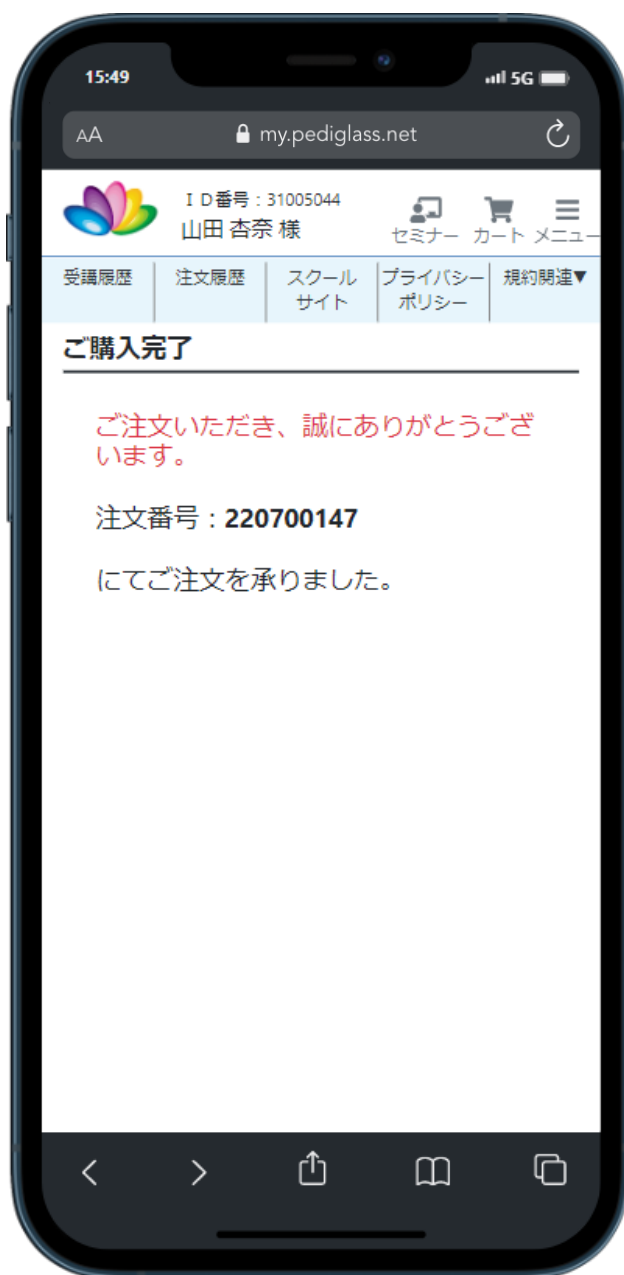 15:49
5G
AA
my.pediglass.net
ＩＤ番号：31005044
山田 杏奈 様
セミナー カート メニュー
受講履歴
注文履歴
スクール
サイト
プライバシー
ポリシー
規約関連▼
ご購入完了
ご注文いただき、誠にありがとうござ
います。
注文番号：220700147
にてご注文を承りました。